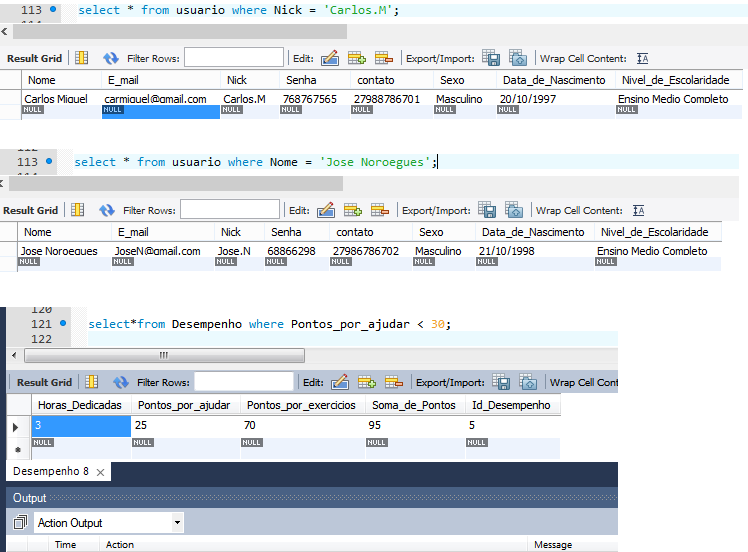 113 select * from usuario where Nick = 'Carlos.M';
Result Grid Filter Rows: Edit: Export/Import: Wrap Cell Content:
Nome E_mail Nick Senha contato Sexo Data_de_Nascimento Nivel_de_Escolaridade
Carlos Miguel carmiguel@gmail.com Carlos.M 768767565 27988786701 Masculino 20/10/1997 Ensino Medio Completo
NULL NULL NULL NULL NULL NULL NULL NULL
113 select * from usuario where Nome = 'Jose Noroegues';
Result Grid Filter Rows: Edit: Export/Import: Wrap Cell Content:
Nome E_mail Nick Senha contato Sexo Data_de_Nascimento Nivel_de_Escolaridade
Jose Noroegues JoseN@gmail.com Jose.N 68866298 27986786702 Masculino 21/10/1998 Ensino Medio Completo
NULL NULL NULL NULL NULL NULL NULL NULL
120
121 select*from Desempenho where Pontos_por_ajudar < 30;
122
Result Grid Filter Rows: Edit: Export/Import: Wrap Cell Cont
Horas_Dedicadas Pontos_por_ajudar Pontos_por_exercicios Soma_de_Pontos Id_Desempenho
3 25 70 95 5
NULL NULL NULL NULL NULL
Desempenho 8
Output
Action Output
Time Action Message